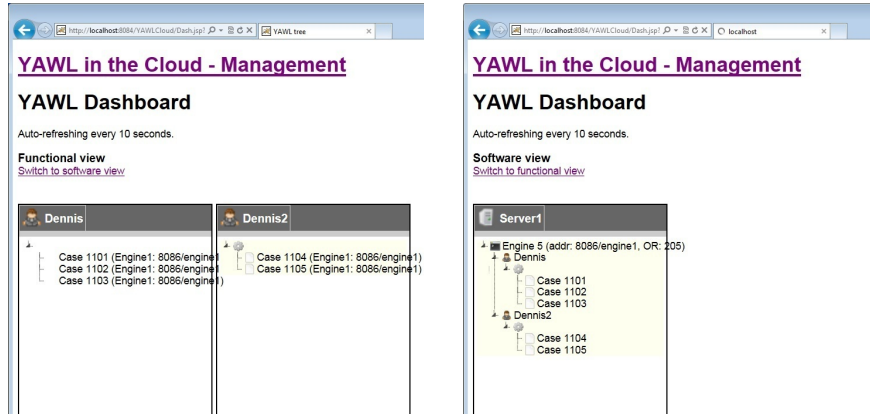 http://localhost:8084/YAWLCloud/Dash.jsp?
YAWL tree
YAWL in the Cloud - Management
YAWL Dashboard
Auto-refreshing every 10 seconds.
Functional view
Switch to software view
Dennis
Dennis2
Case 1101 (Engine1: 8086/engine1
Case 1104 (Engine1: 8086/engine1)
Case 1102 (Engine1: 8086/engine1
Case 1105 (Engine1: 8086/engine1)
Case 1103 (Engine1: 8086/engine1)
http://localhost:8084/YAWLCloud/Dash.jsp?
localhost
YAWL in the Cloud - Management
YAWL Dashboard
Auto-refreshing every 10 seconds.
Software view
Switch to functional view
Server1
Engine 5 (addr: 8086/engine1, OR: 205)
Dennis
Case 1101
Case 1102
Case 1103
Dennis2
Case 1104
Case 1105